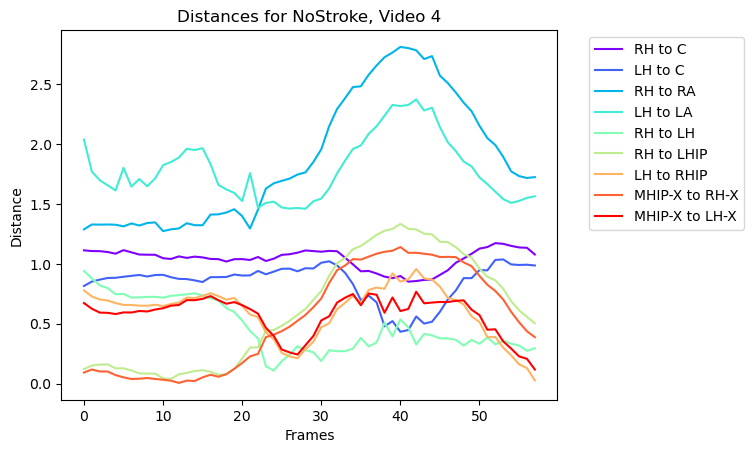 Distances for NoStroke, Video 4
Distance
2.5
2.0
1.5
1.0
0.5
0.0
0 10 20 30 40 50
Frames
RH to C
LH to C
RH to RA
LH to LA
RH to LH
RH to LHIP
LH to RHIP
MHIP-X to RH-X
MHIP-X to LH-X